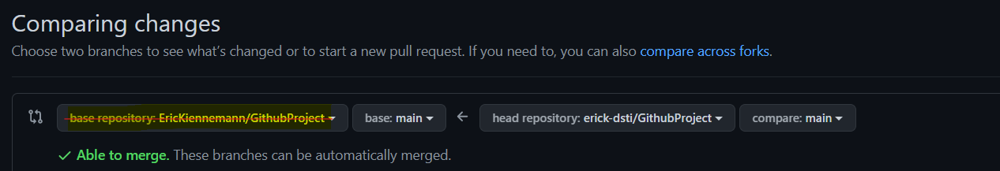 Comparing changes
Choose two branches to see what's changed or to start a new pull request. If you need to, you can also compare across forks.
base repository: EricKiennemann/GithubProject base: main head repository: erick-dsti/GithubProject compare: main
Able to merge. These branches can be automatically merged.